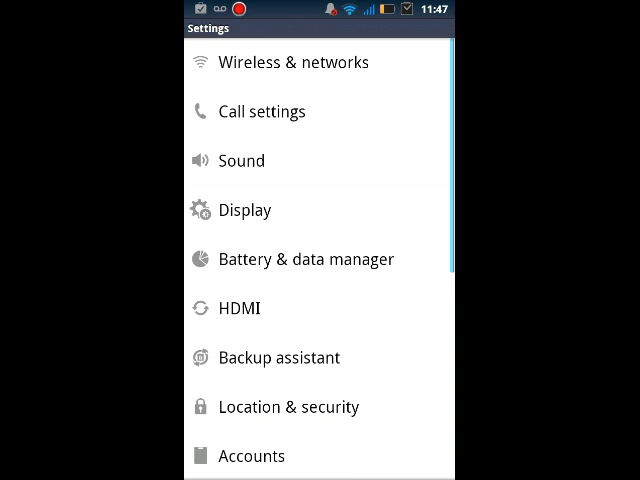 11:47
Settings
Wireless & networks
Call settings
Sound
Display
Battery & data manager
HDMI
Backup assistant
Location & security
Accounts